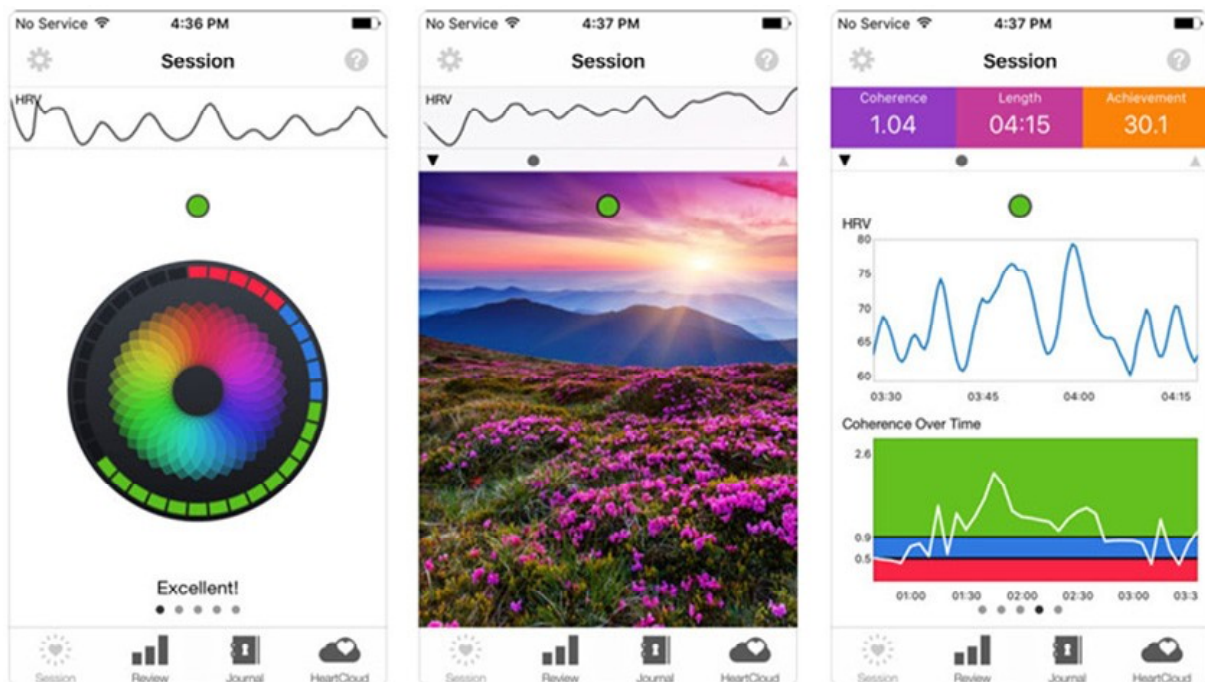 No Service 4:36 PM
Session
HRV
Excellent!
Session Review Journal HeartCloud
No Service 4:37 PM
Session
HRV
Session Review Journal HeartCloud
No Service 4:37 PM
Session
Coherence Length Achievement
1.04 04:15 30.1
HRV
80
75
70
65
60
03:30 03:45 04:00 04:15
Coherence Over Time
2.6
0.9
0.5
01:00 01:30 02:00 02:30 03:00 03:3
Session Review Journal HeartCloud